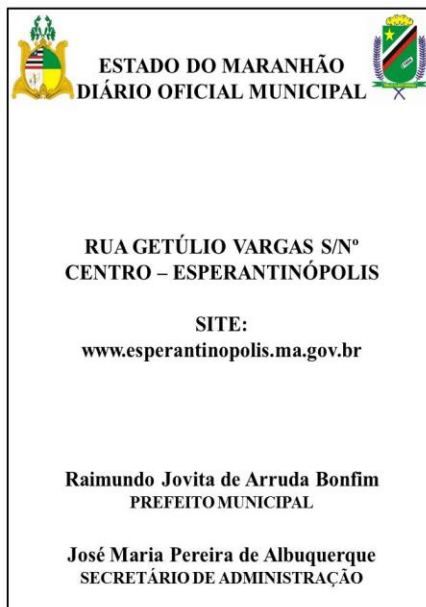 ESTADO DO MARANHÃO
DIÁRIO OFICIAL MUNICIPAL
RUA GETÚLIO VARGAS S/Nº
CENTRO – ESPERANTINÓPOLIS
SITE:
www.esperantinopolis.ma.gov.br
Raimundo Jovita de Arruda Bonfim
PREFEITO MUNICIPAL
José Maria Pereira de Albuquerque
SECRETÁRIO DE ADMINISTRAÇÃO